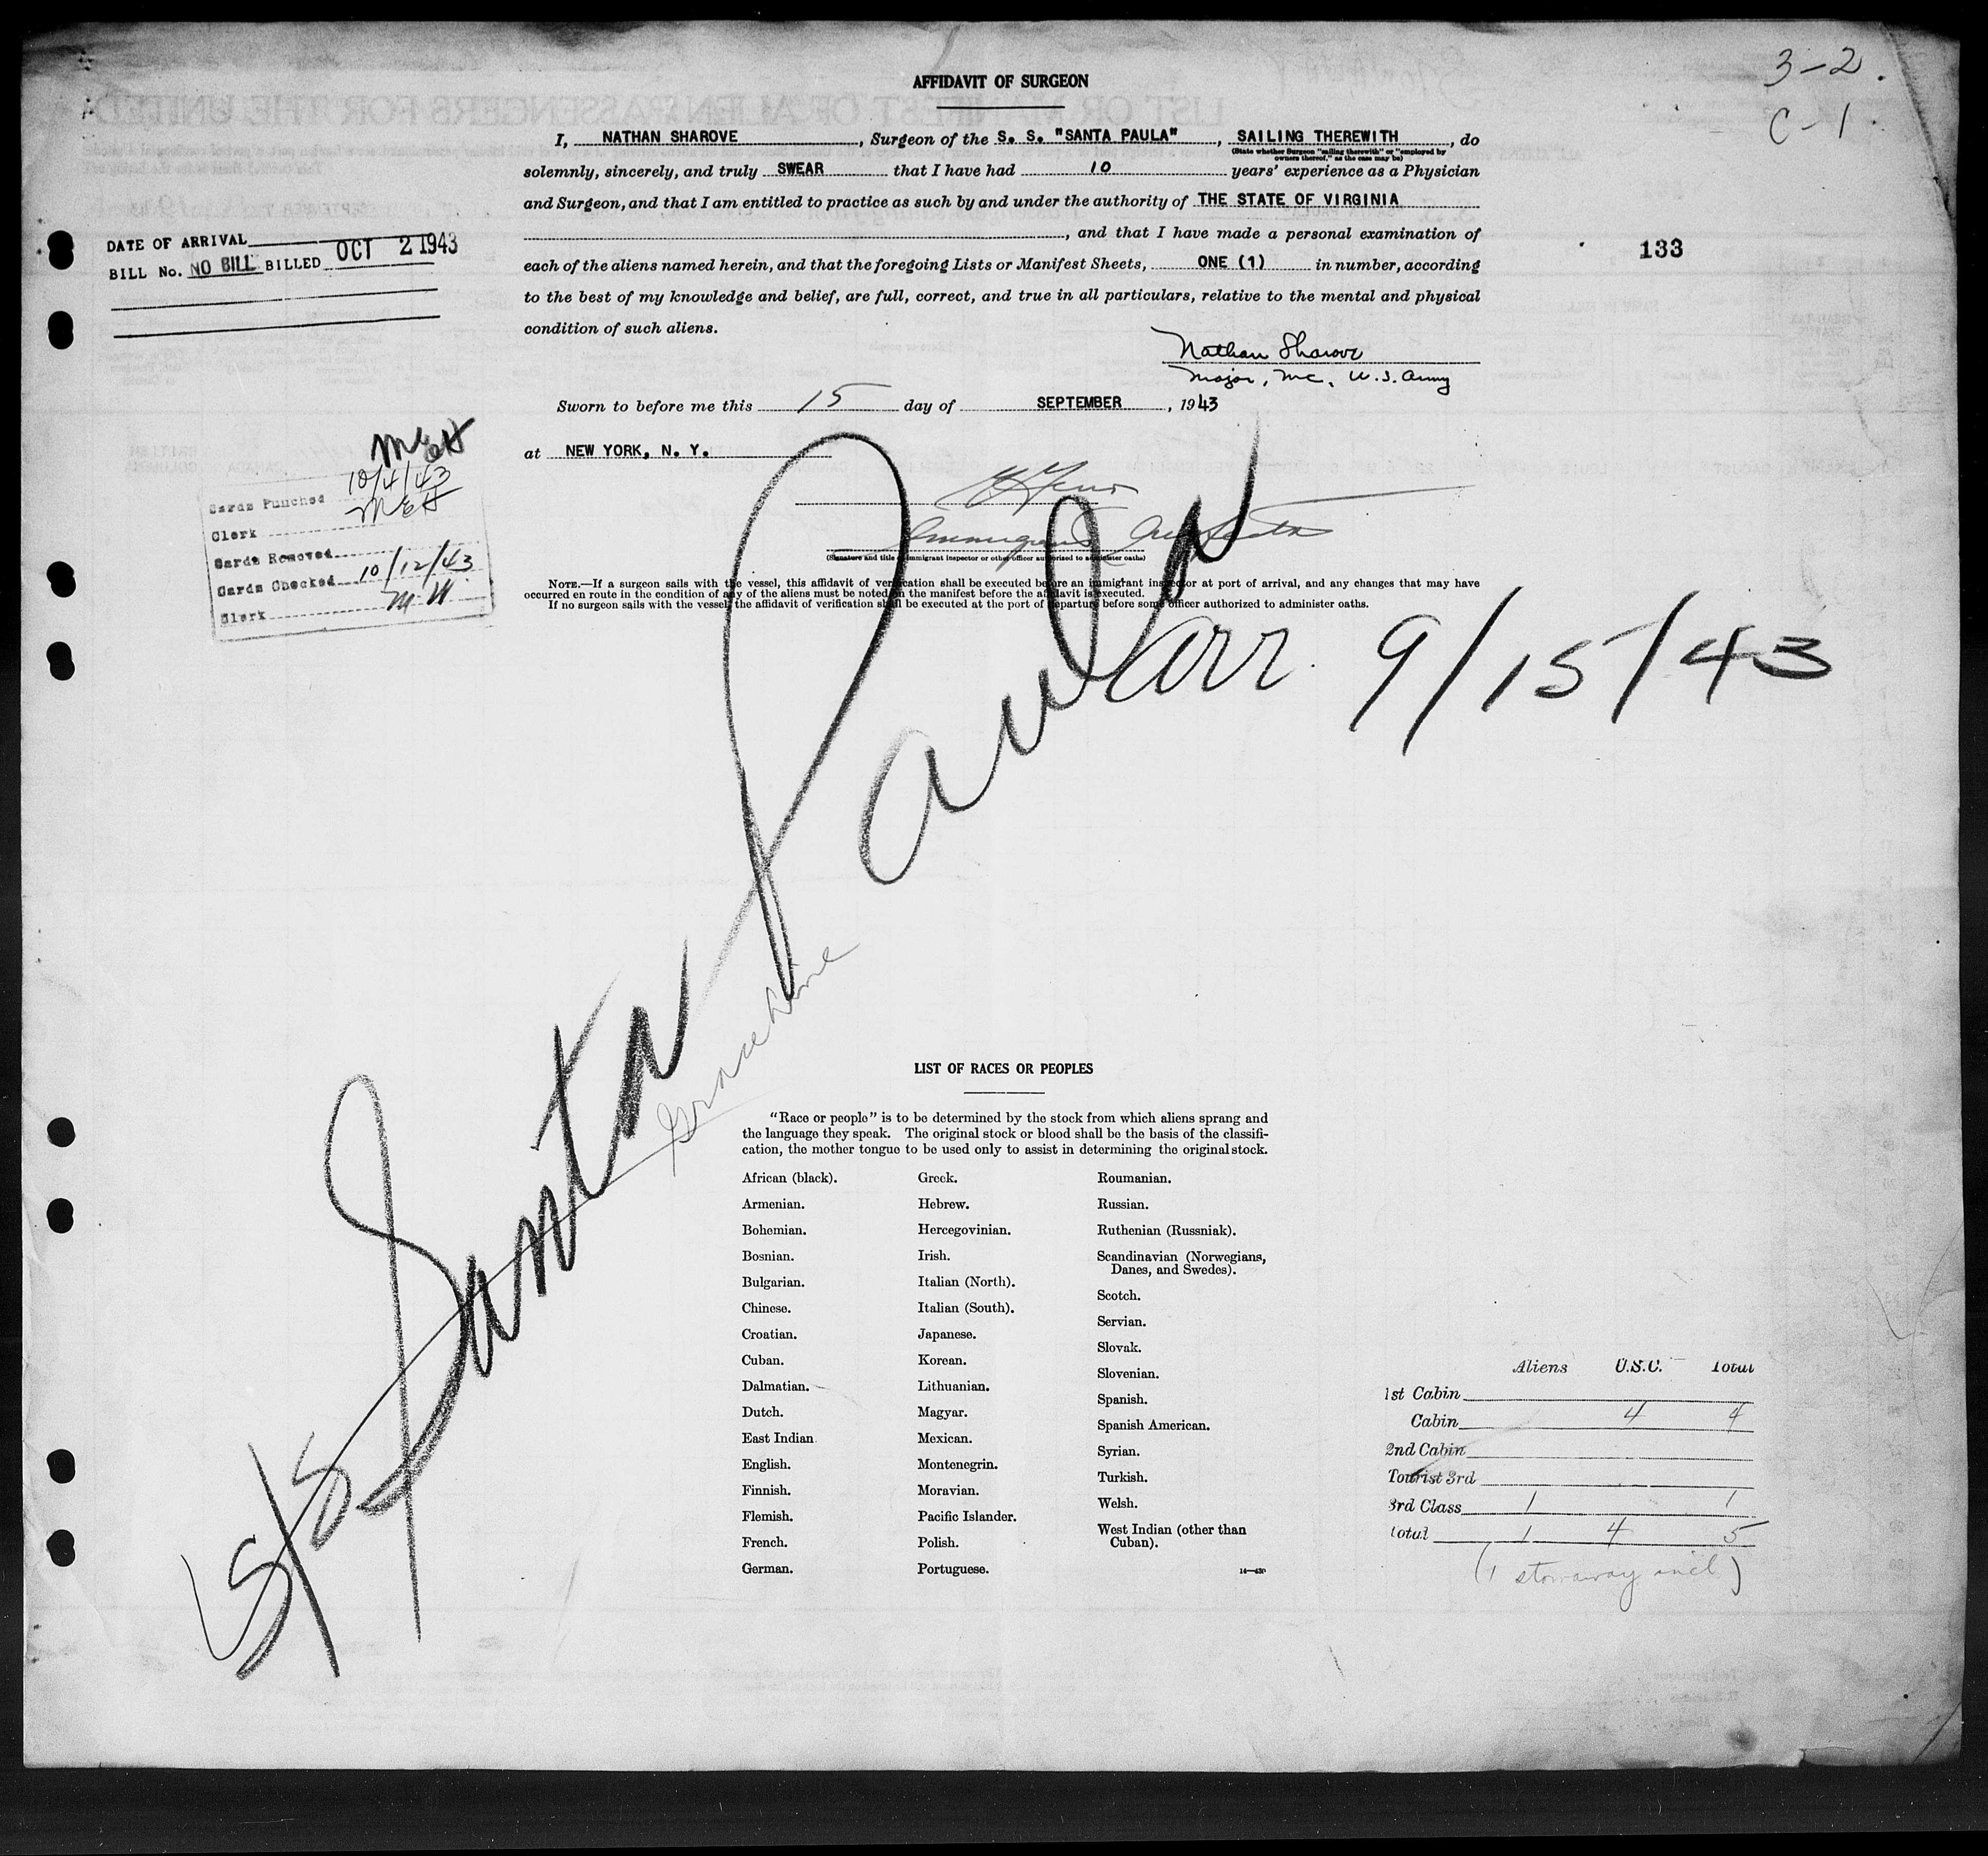 3-2.
C-1
AFFIDAVIT OF SURGEON
I, NATHAN SHAROVE, Surgeon of the S. S. "SANTA PAULA", SAILING THEREWITH, do
(State whether Surgeon "sailing therewith" or "employed by
owners thereof," as the case may be)
solemnly, sincerely, and truly SWEAR that I have had 10 years' experience as a Physician
and Surgeon, and that I am entitled to practice as such by and under the authority of THE STATE OF VIRGINIA
, and that I have made a personal examination of
each of the aliens named herein, and that the foregoing Lists or Manifest Sheets, ONE (1) in number, according
to the best of my knowledge and belief, are full, correct, and true in all particulars, relative to the mental and physical
condition of such aliens.
DATE OF ARRIVAL
BILL No. NO BILL BILLED OCT 2 1943
133
Nathan Sharove
Major, MC, U.S. Army
Sworn to before me this 15 day of SEPTEMBER, 1943
at NEW YORK, N. Y.
MEH
Cards Punched 10/4/43
Clerk MEH
Cards Removed
Cards Checked 10/12/43
Clerk MW
(Signature and title of immigrant inspector or other officer authorized to administer oaths)
NOTE.—If a surgeon sails with the vessel, this affidavit of verification shall be executed before an immigrant inspector at port of arrival, and any changes that may have
occurred en route in the condition of any of the aliens must be noted on the manifest before the affidavit is executed.
If no surgeon sails with the vessel, the affidavit of verification shall be executed at the port of departure before some officer authorized to administer oaths.
S/S Santa Paula arr. 9/15/43
Grace Line
LIST OF RACES OR PEOPLES
"Race or people" is to be determined by the stock from which aliens sprang and
the language they speak. The original stock or blood shall be the basis of the classifi-
cation, the mother tongue to be used only to assist in determining the original stock.
African (black).
Armenian.
Bohemian.
Bosnian.
Bulgarian.
Chinese.
Croatian.
Cuban.
Dalmatian.
Dutch.
East Indian
English.
Finnish.
Flemish.
French.
German.
Greek.
Hebrew.
Hercegovinian.
Irish.
Italian (North).
Italian (South).
Japanese.
Korean.
Lithuanian.
Magyar.
Mexican.
Montenegrin.
Moravian.
Pacific Islander.
Polish.
Portuguese.
Roumanian.
Russian.
Ruthenian (Russniak).
Scandinavian (Norwegians,
Danes, and Swedes).
Scotch.
Servian.
Slovak.
Slovenian.
Spanish.
Spanish American.
Syrian.
Turkish.
Welsh.
West Indian (other than
Cuban).
Aliens U.S.C. Total
1st Cabin
Cabin 4 4
2nd Cabin
Tourist 3rd
3rd Class 1 1
total 1 4 5
(1 stowaway incl)